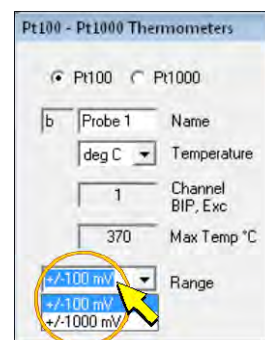 Pt100 - Pt1000 Thermometers
Pt100 Pt1000
b Probe 1 Name
deg C Temperature
1 Channel
BIP, Exc
370 Max Temp °C
+/-100 mV Range
+/-100 mV
+/-1000 mV